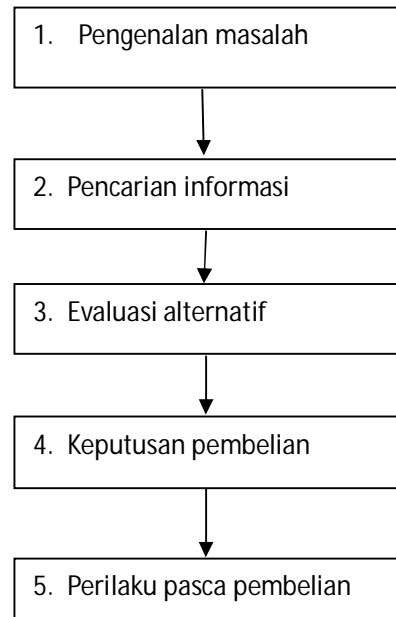 1. Pengenalan masalah
2. Pencarian informasi
3. Evaluasi alternatif
4. Keputusan pembelian
5. Perilaku pasca pembelian